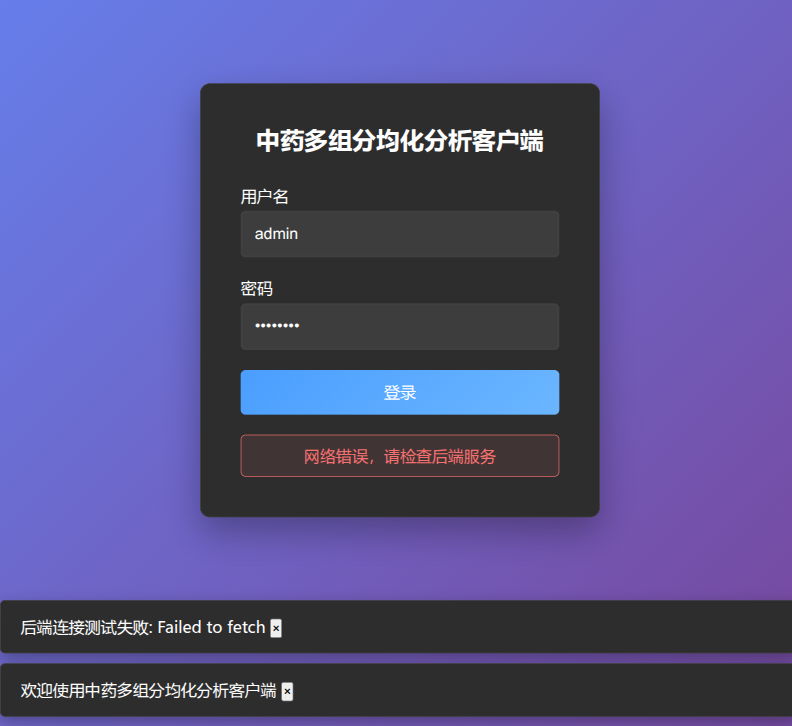 中药多组分均化分析客户端
用户名
admin
密码
••••••••
登录
网络错误，请检查后端服务
后端连接测试失败: Failed to fetch ×
欢迎使用中药多组分均化分析客户端 ×